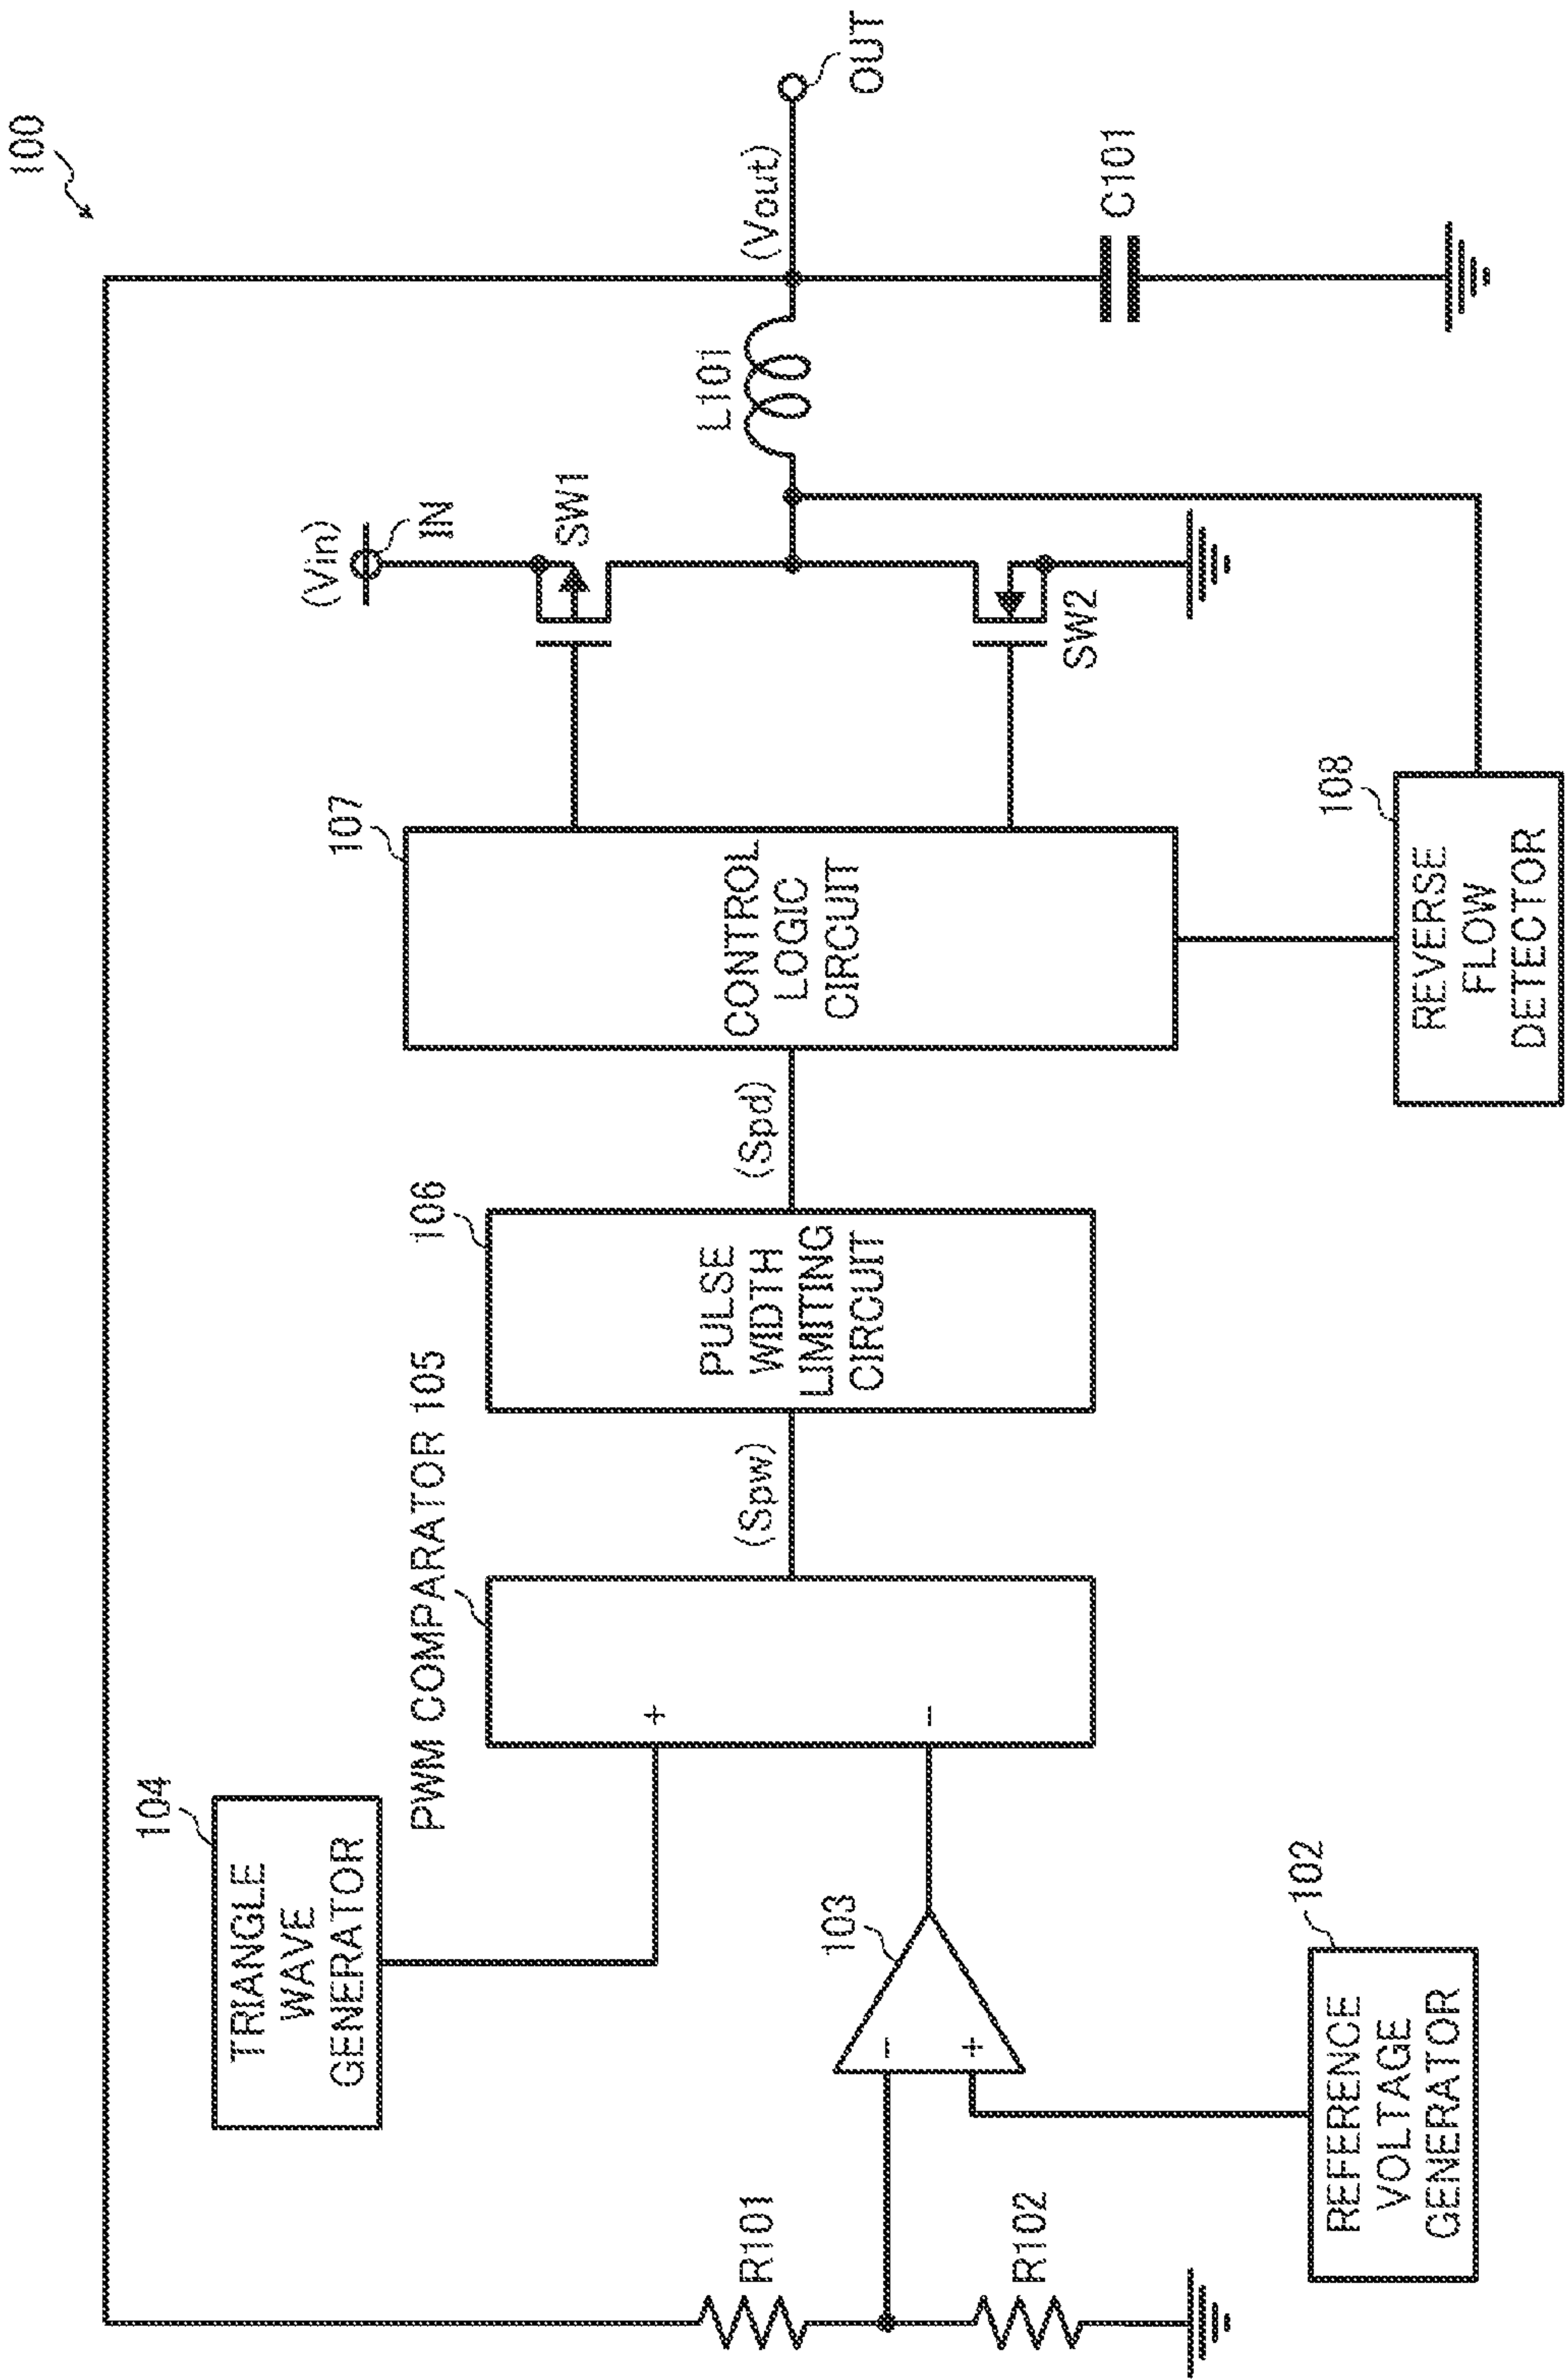 100
TRIANGLE
WAVE
GENERATOR
104
PWM COMPARATOR 105
+
-
(Spw)
106
PULSE
WIDTH
LIMITING
CIRCUIT
(Spd)
107
CONTROL
LOGIC
CIRCUIT
(Vin)
IN
SW1
SW2
L101
(Vout)
OUT
C101
R101
R102
103
-
+
REFERENCE
VOLTAGE
GENERATOR
102
108
REVERSE
FLOW
DETECTOR